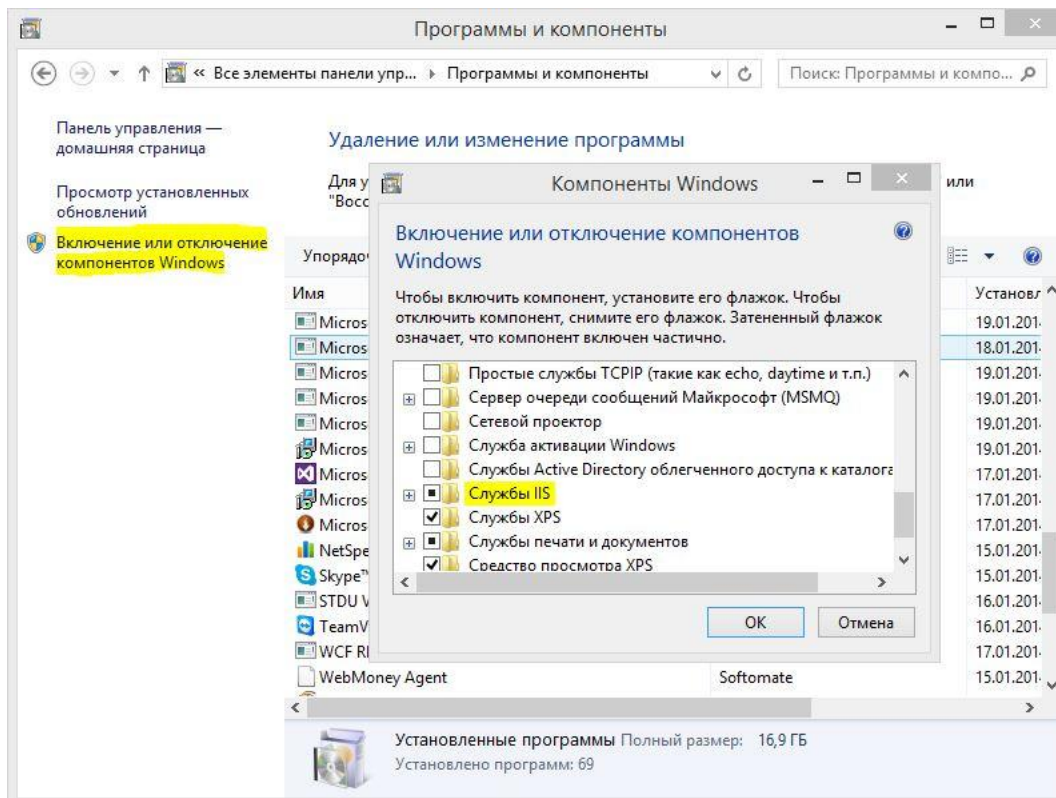 Программы и компоненты
« Все элементы панели упр... Программы и компоненты
Поиск: Программы и компо...
Панель управления —
домашняя страница
Просмотр установленных
обновлений
Включение или отключение
компонентов Windows
Удаление или изменение программы
Для
или
Имя
Установл
Micros
19.01.201
Micros
18.01.201
Micros
19.01.201
Micros
19.01.201
Micros
19.01.201
Micros
19.01.201
Micros
17.01.201
Micros
17.01.201
Micros
17.01.201
NetSpe
15.01.201
Skype™
15.01.201
STDU V
16.01.201
TeamV
16.01.201
WCF RI
17.01.201
WebMoney Agent
Softomate
15.01.201
Компоненты Windows
Включение или отключение компонентов
Windows
Чтобы включить компонент, установите его флажок. Чтобы
отключить компонент, снимите его флажок. Затененный флажок
означает, что компонент включен частично.
Простые службы TCPIP (такие как echo, daytime и т.п.)
Сервер очереди сообщений Майкрософт (MSMQ)
Сетевой проектор
Служба активации Windows
Службы Active Directory облегченного доступа к каталога
Службы IIS
Службы XPS
Службы печати и документов
Средство просмотра XPS
OK
Отмена
Установленные программы Полный размер: 16,9 ГБ
Установлено программ: 69